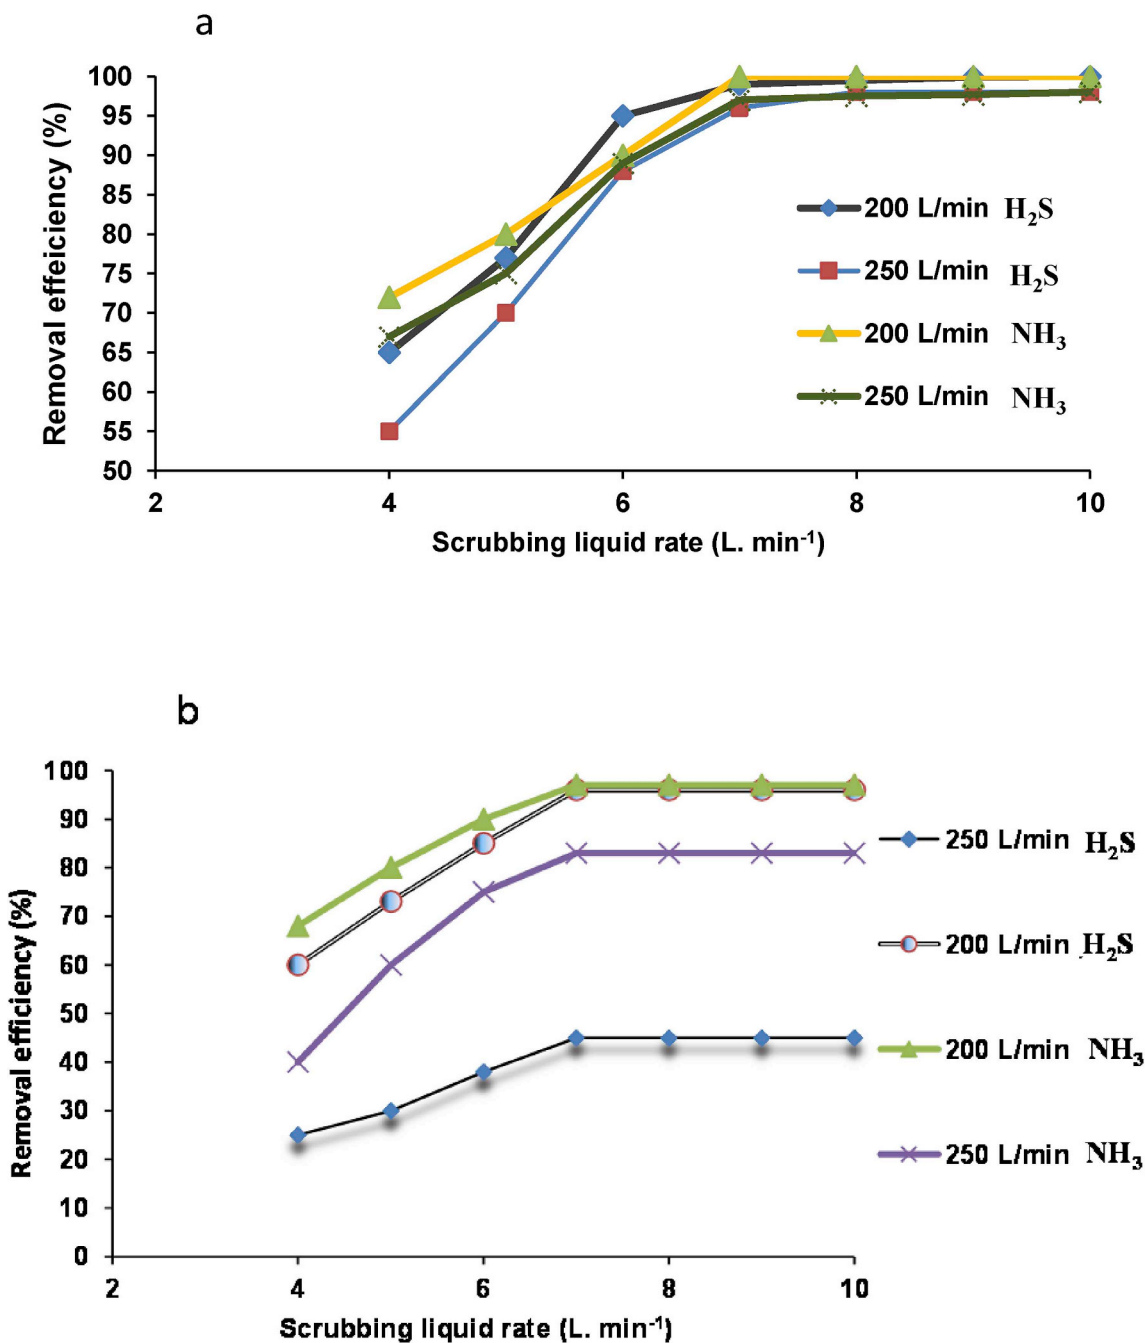 a
Removal effeiciency (%)
100
95
90
85
80
75
70
65
60
55
50
2
4
6
8
10
Scrubbing liquid rate (L. min⁻¹)
200 L/min H₂S
250 L/min H₂S
200 L/min NH₃
250 L/min NH₃
b
Removal efficiency (%)
100
90
80
70
60
50
40
30
20
10
0
2
4
6
8
10
Scrubbing liquid rate (L. min⁻¹)
250 L/min H₂S
200 L/min H₂S
200 L/min NH₃
250 L/min NH₃